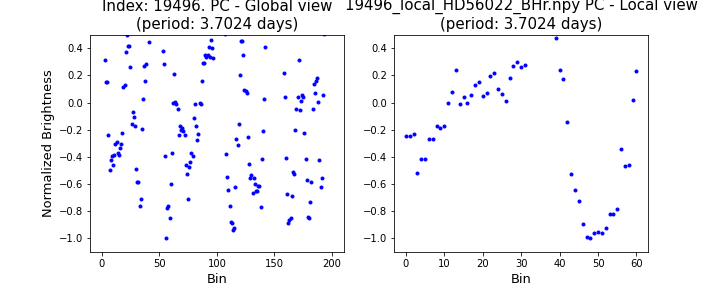 Index: 19496. PC - Global view
(period: 3.7024 days)
19496_local_HD56022_BHr.npy PC - Local view
(period: 3.7024 days)
Normalized Brightness
0.4
0.2
0.0
−0.2
−0.4
−0.6
−0.8
−1.0
0 50 100 150 200
Bin
0.4
0.2
0.0
−0.2
−0.4
−0.6
−0.8
−1.0
0 10 20 30 40 50 60
Bin